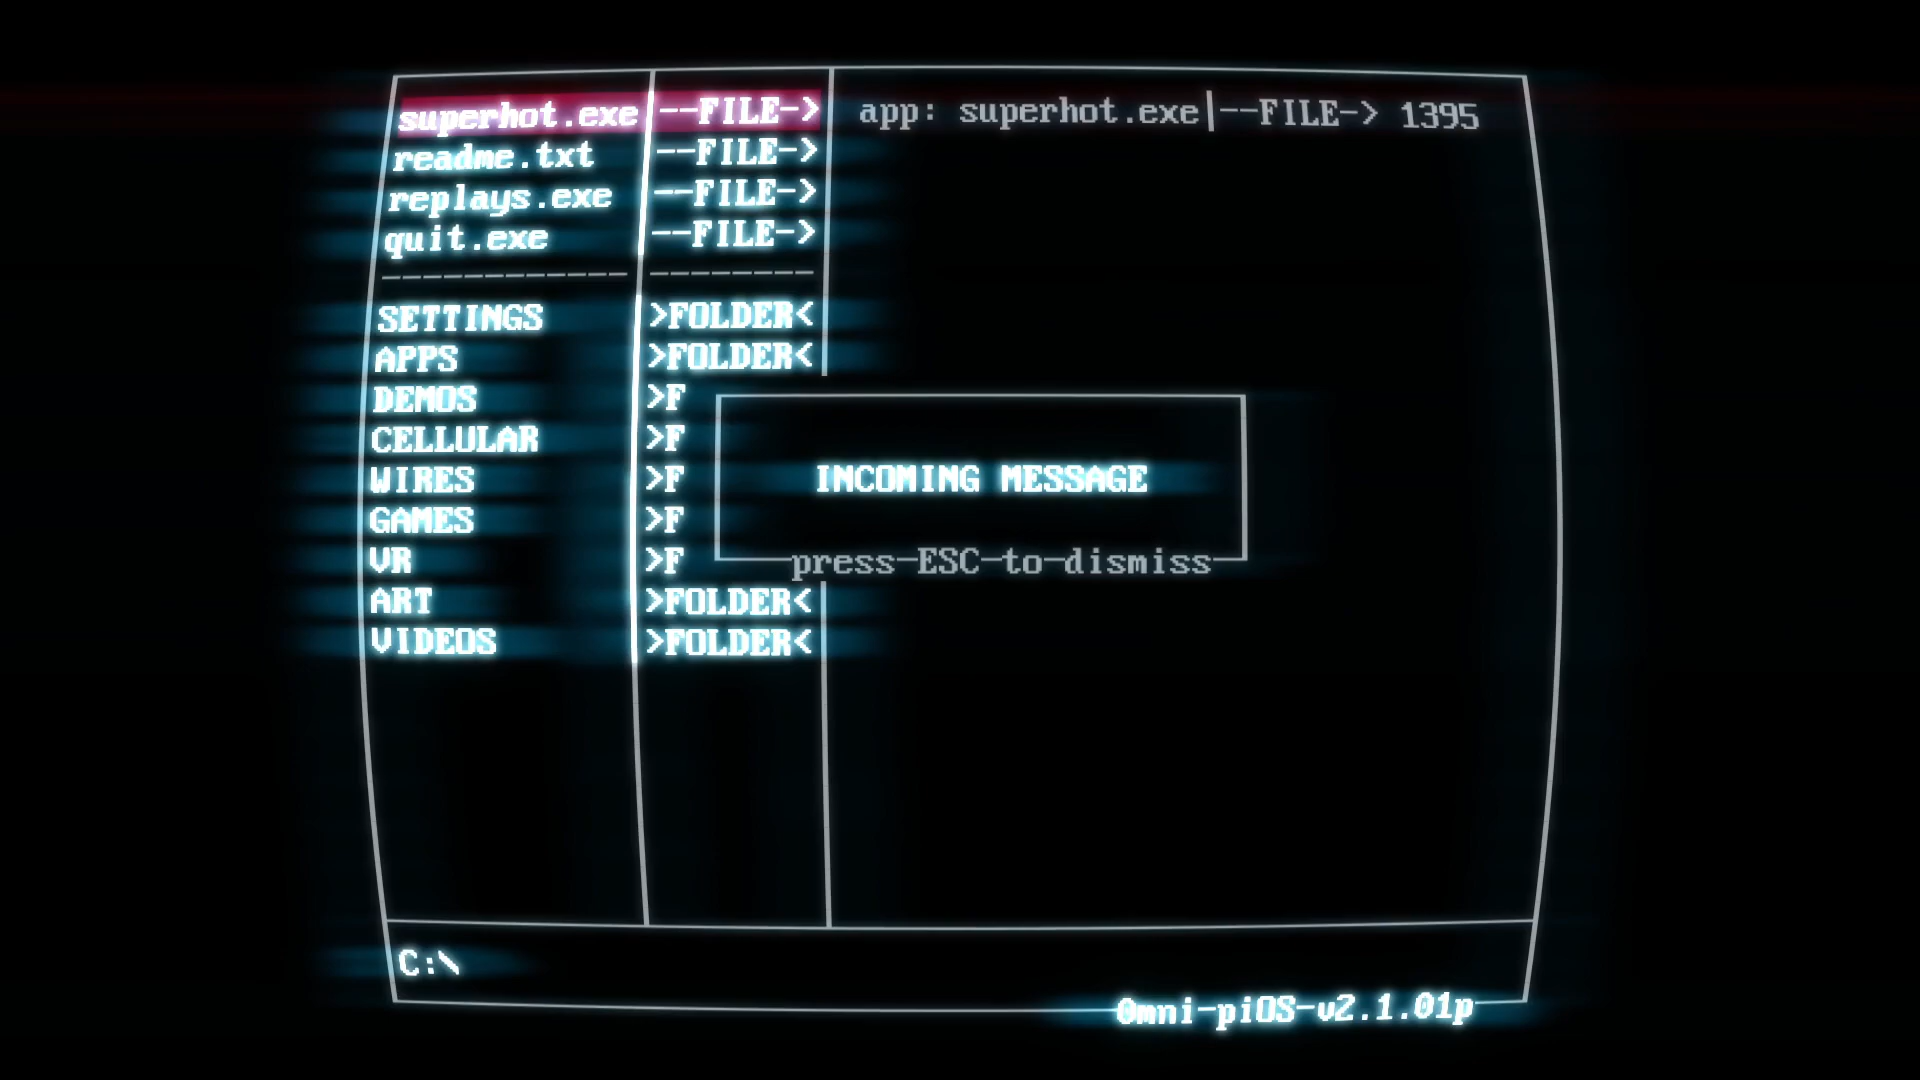 superhot.exe --FILE-> app: superhot.exe|--FILE-> 1395
readme.txt --FILE->
replays.exe --FILE->
quit.exe --FILE->
SETTINGS >FOLDER<
APPS >FOLDER<
DEMOS >F
CELLULAR >F
WIRES >F
GAMES >F
VR >F
ART >FOLDER<
VIDEOS >FOLDER<
INCOMING MESSAGE
press-ESC-to-dismiss
C:\
0mni-piOS-v2.1.01p